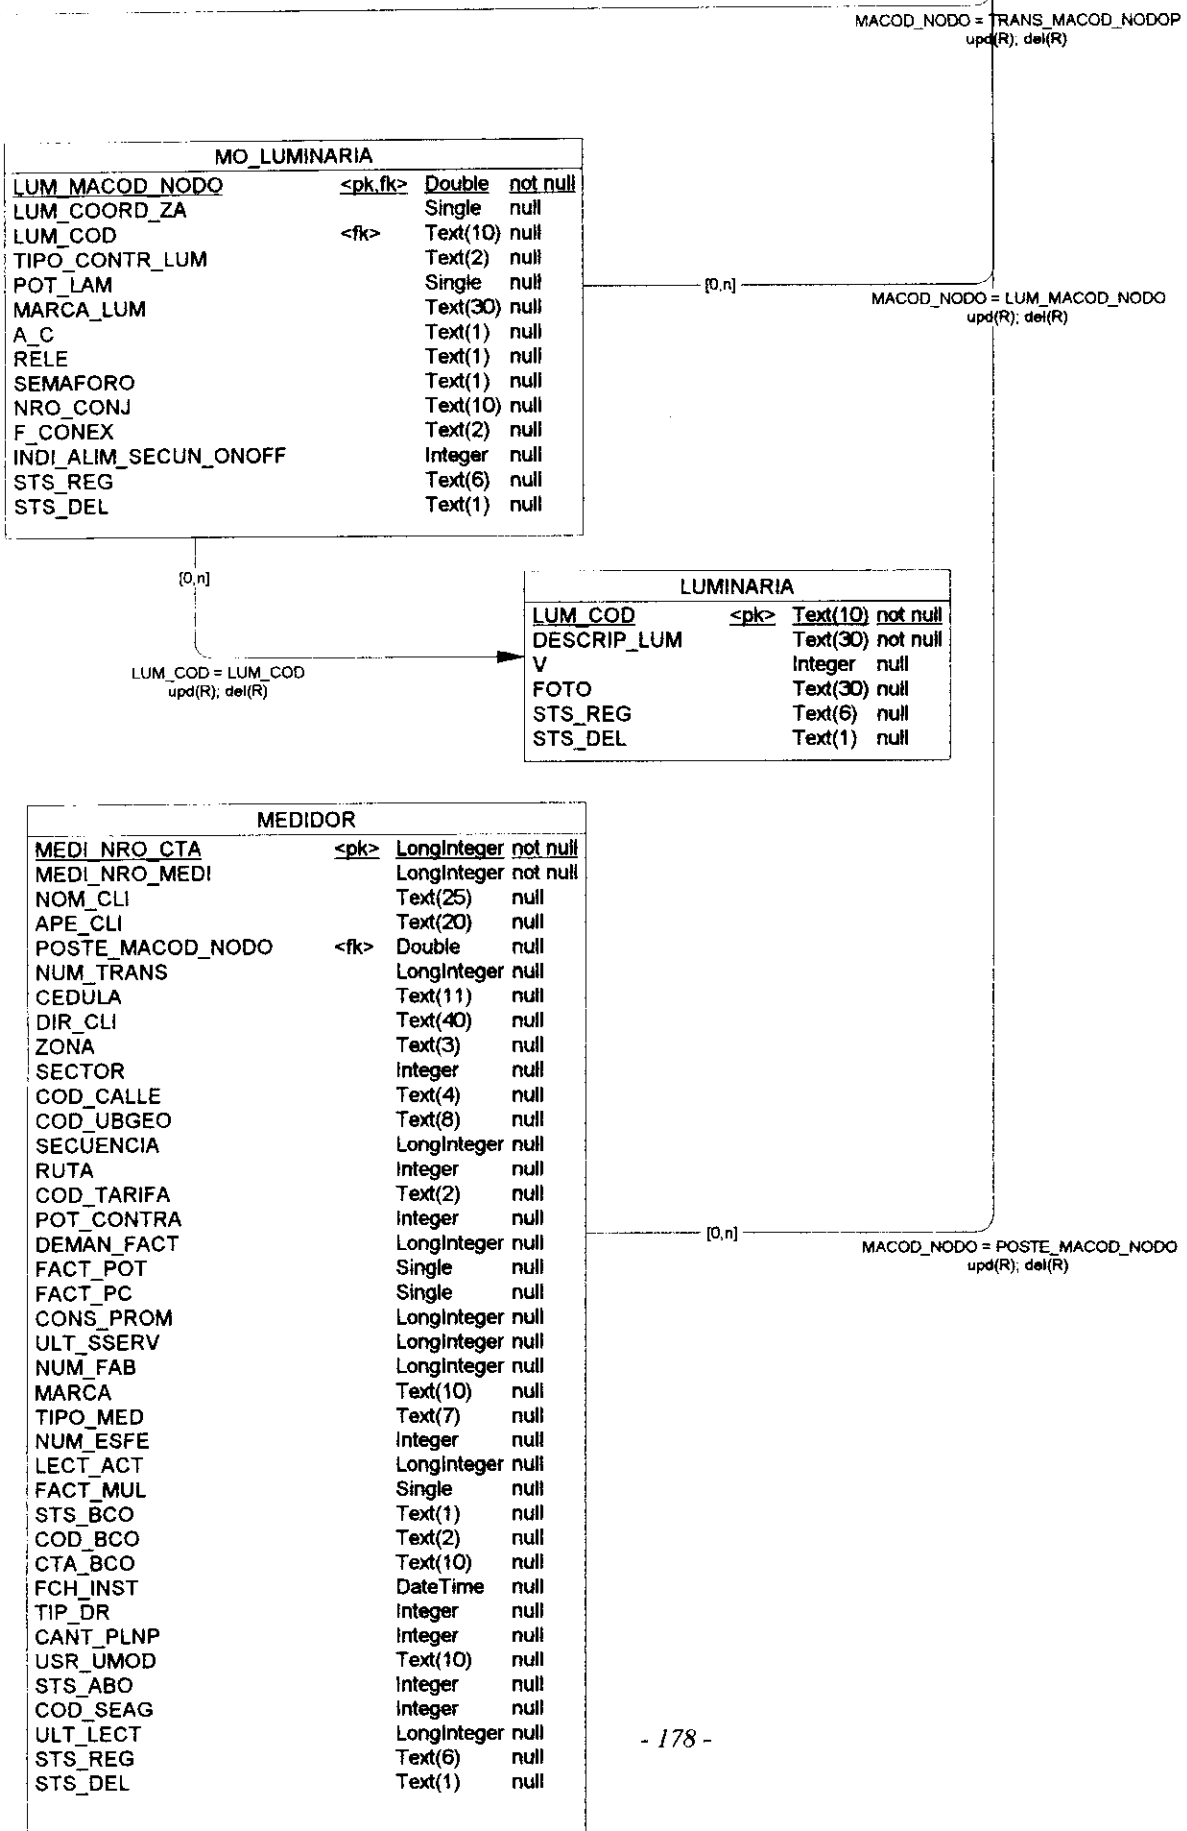 MACOD_NODO = TRANS_MACOD_NODOP
upd(R); del(R)
MO_LUMINARIA
LUM_MACOD_NODO <pk,fk> Double not null
LUM_COORD_ZA Single null
LUM_COD <fk> Text(10) null
TIPO_CONTR_LUM Text(2) null
POT_LAM Single null
MARCA_LUM Text(30) null
A_C Text(1) null
RELE Text(1) null
SEMAFORO Text(1) null
NRO_CONJ Text(10) null
F_CONEX Text(2) null
INDI_ALIM_SECUN_ONOFF Integer null
STS_REG Text(6) null
STS_DEL Text(1) null
[0,n]
MACOD_NODO = LUM_MACOD_NODO
upd(R); del(R)
[0,n]
LUM_COD = LUM_COD
upd(R); del(R)
LUMINARIA
LUM_COD <pk> Text(10) not null
DESCRIP_LUM Text(30) not null
V Integer null
FOTO Text(30) null
STS_REG Text(6) null
STS_DEL Text(1) null
MEDIDOR
MEDI_NRO_CTA <pk> LongInteger not null
MEDI_NRO_MEDI LongInteger not null
NOM_CLI Text(25) null
APE_CLI Text(20) null
POSTE_MACOD_NODO <fk> Double null
NUM_TRANS LongInteger null
CEDULA Text(11) null
DIR_CLI Text(40) null
ZONA Text(3) null
SECTOR Integer null
COD_CALLE Text(4) null
COD_UBGEO Text(8) null
SECUENCIA LongInteger null
RUTA Integer null
COD_TARIFA Text(2) null
POT_CONTRA Integer null
DEMAN_FACT LongInteger null
FACT_POT Single null
FACT_PC Single null
CONS_PROM LongInteger null
ULT_SSERV LongInteger null
NUM_FAB LongInteger null
MARCA Text(10) null
TIPO_MED Text(7) null
NUM_ESFE Integer null
LECT_ACT LongInteger null
FACT_MUL Single null
STS_BCO Text(1) null
COD_BCO Text(2) null
CTA_BCO Text(10) null
FCH_INST DateTime null
TIP_DR Integer null
CANT_PLNP Integer null
USR_UMOD Text(10) null
STS_ABO Integer null
COD_SEAG Integer null
ULT_LECT LongInteger null
STS_REG Text(6) null
STS_DEL Text(1) null
[0,n]
MACOD_NODO = POSTE_MACOD_NODO
upd(R); del(R)
- 178 -